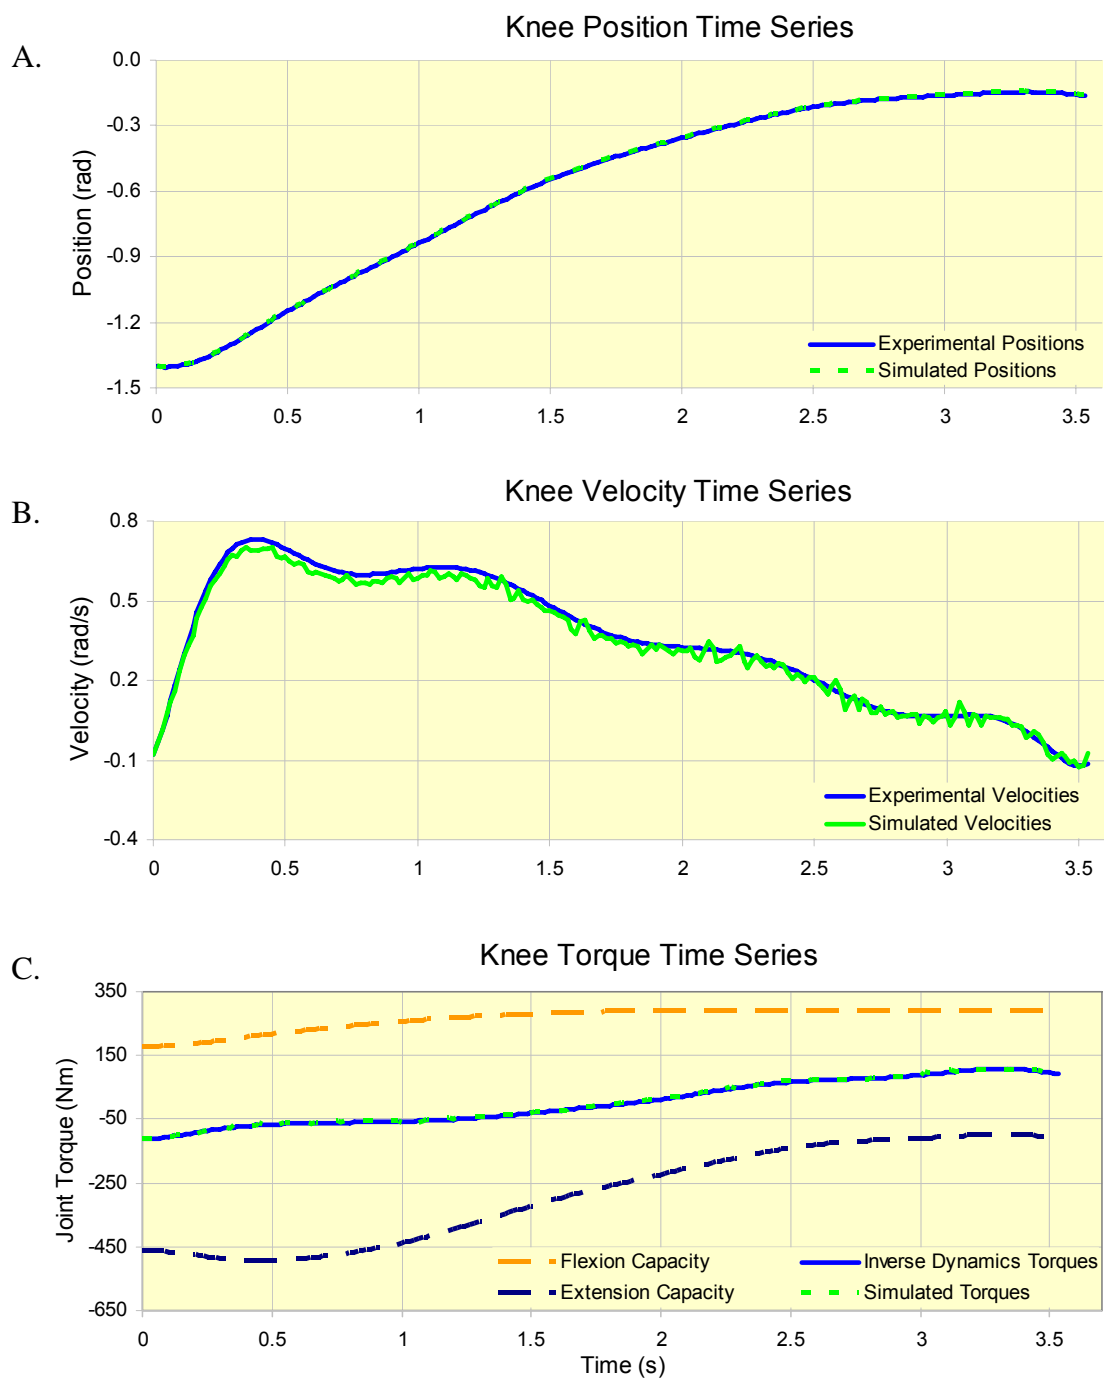 Knee Position Time Series
A.
0.0
-0.3
-0.6
-0.9
-1.2
-1.5
Position (rad)
Experimental Positions
Simulated Positions
0 0.5 1 1.5 2 2.5 3 3.5
Knee Velocity Time Series
B.
0.8
0.5
0.2
-0.1
-0.4
Velocity (rad/s)
Experimental Velocities
Simulated Velocities
0 0.5 1 1.5 2 2.5 3 3.5
Knee Torque Time Series
C.
350
150
-50
-250
-450
-650
Joint Torque (Nm)
Flexion Capacity Inverse Dynamics Torques
Extension Capacity Simulated Torques
0 0.5 1 1.5 2 2.5 3 3.5
Time (s)